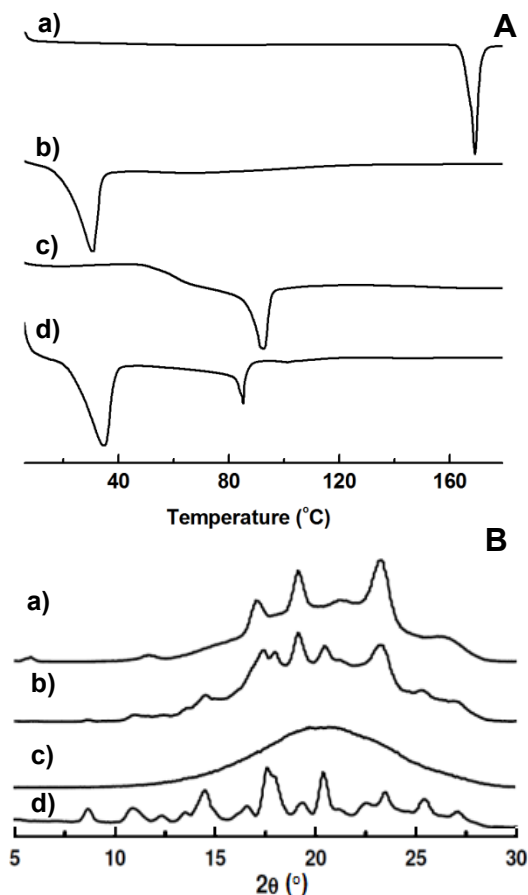 a)
A
b)
c)
d)
40 80 120 160
Temperature (°C)
B
a)
b)
c)
d)
5 10 15 20 25 30
2θ (°)